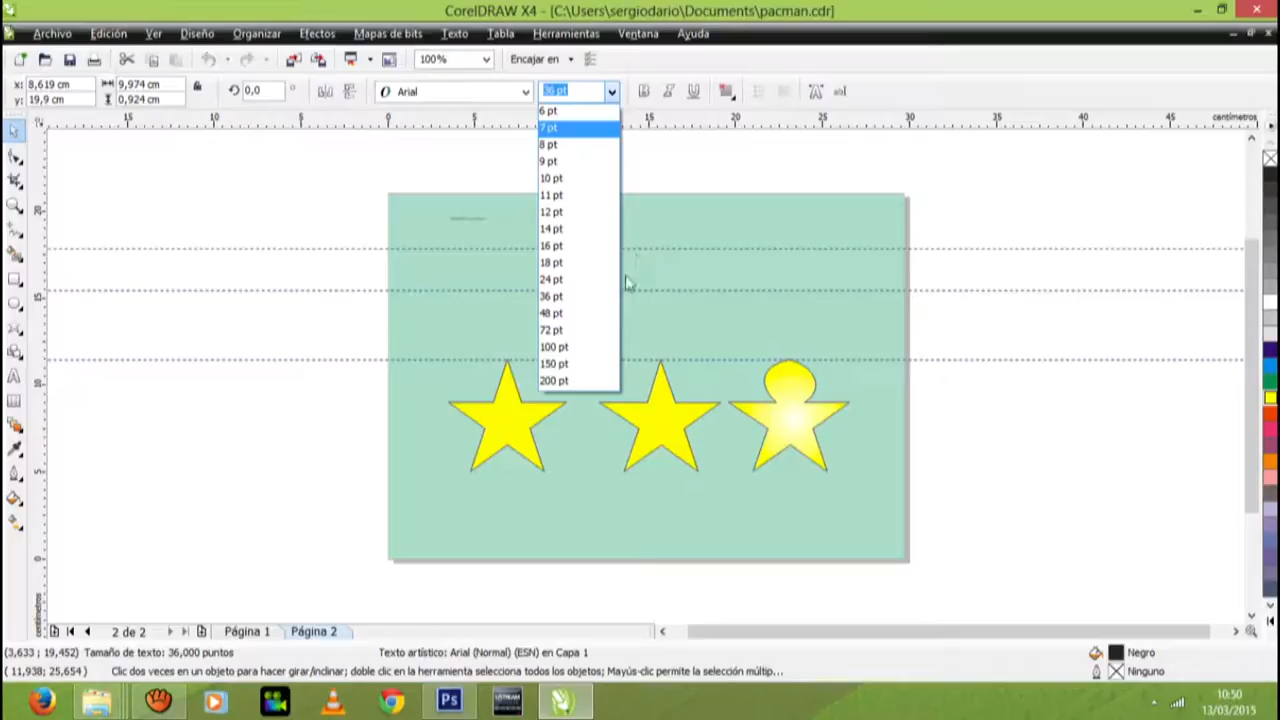 CorelDRAW X4 - [C:\Users\sergiodario\Documents\pacman.cdr]
Archivo Edición Ver Diseño Organizar Efectos Mapas de bits Texto Tabla Herramientas Ventana Ayuda
100% Encajar en
x: 8,619 cm 9,974 cm 0,0 ° O Arial 36 pt
y: 19,9 cm 0,924 cm
6 pt
7 pt
8 pt
9 pt
10 pt
11 pt
12 pt
14 pt
16 pt
18 pt
24 pt
36 pt
48 pt
72 pt
100 pt
150 pt
200 pt
15 10 5 0 5 15 20 25 30 35 40 45 centímetros
20
15
10
5
0
centímetros
2 de 2 Página 1 Página 2
(3,633 ; 19,452) Tamaño de texto: 36,000 puntos Texto artístico: Arial (Normal) (ESN) en Capa 1 Negro
( 11,938; 25,654) Clic dos veces en un objeto para hacer girar/inclinar; doble clic en la herramienta selecciona todos los objetos; Mayús-clic permite la selección múltip... Ninguno
Ps
USTREAM
10:50
13/03/2015